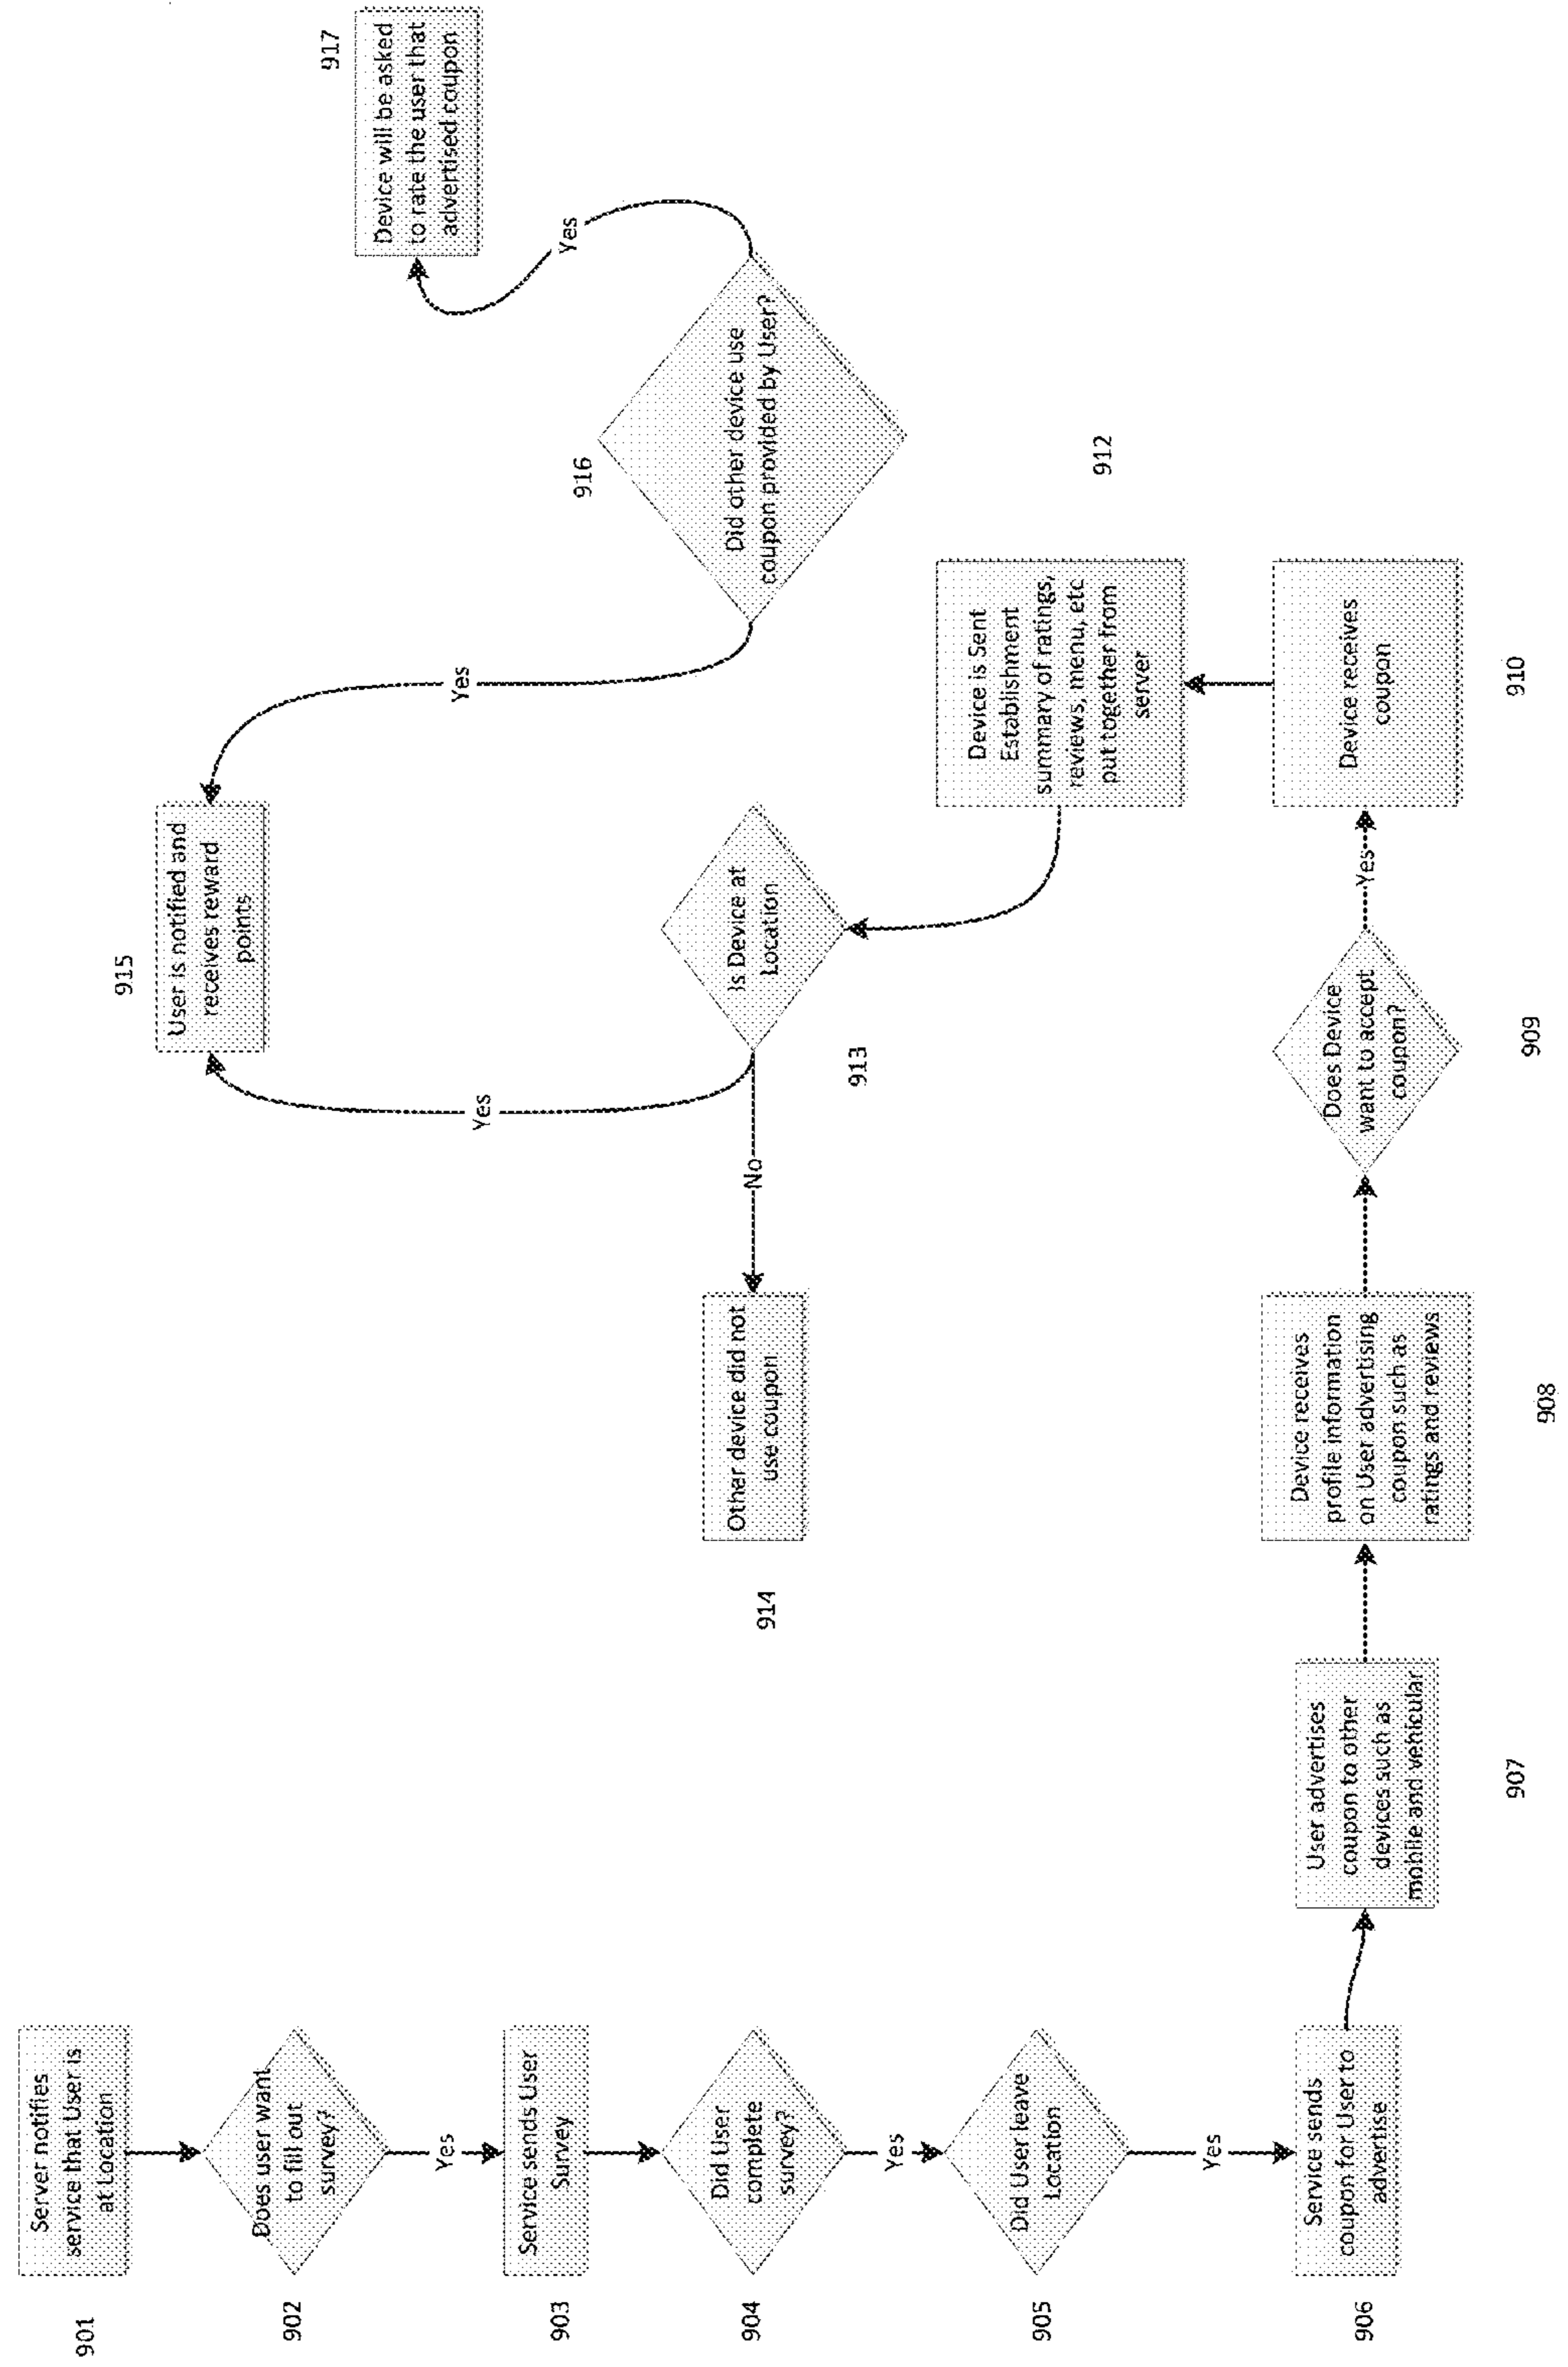 901
Server notifies
service that User is
at Location
902
Does user want
to fill out
survey?
Yes
903
Service sends User
Survey
904
Did User
complete
survey?
Yes
905
Did User leave
Location
Yes
906
Service sends
coupon for User to
advertise
907
User advertises
coupon to other
devices such as
mobile and vehicular
908
Device receives
profile information
on User advertising
coupon such as
ratings and reviews
909
Does Device
want to accept
coupon?
Yes
910
Device receives
coupon
912
Device is Sent
Establishment
summary of ratings,
reviews, menu, etc
put together from
server
913
Is Device at
Location
No
914
Other device did not
use coupon
Yes
915
User is notified and
receives reward
points
Yes
916
Did other device use
coupon provided by User?
Yes
917
Device will be asked
to rate the user that
advertised coupon